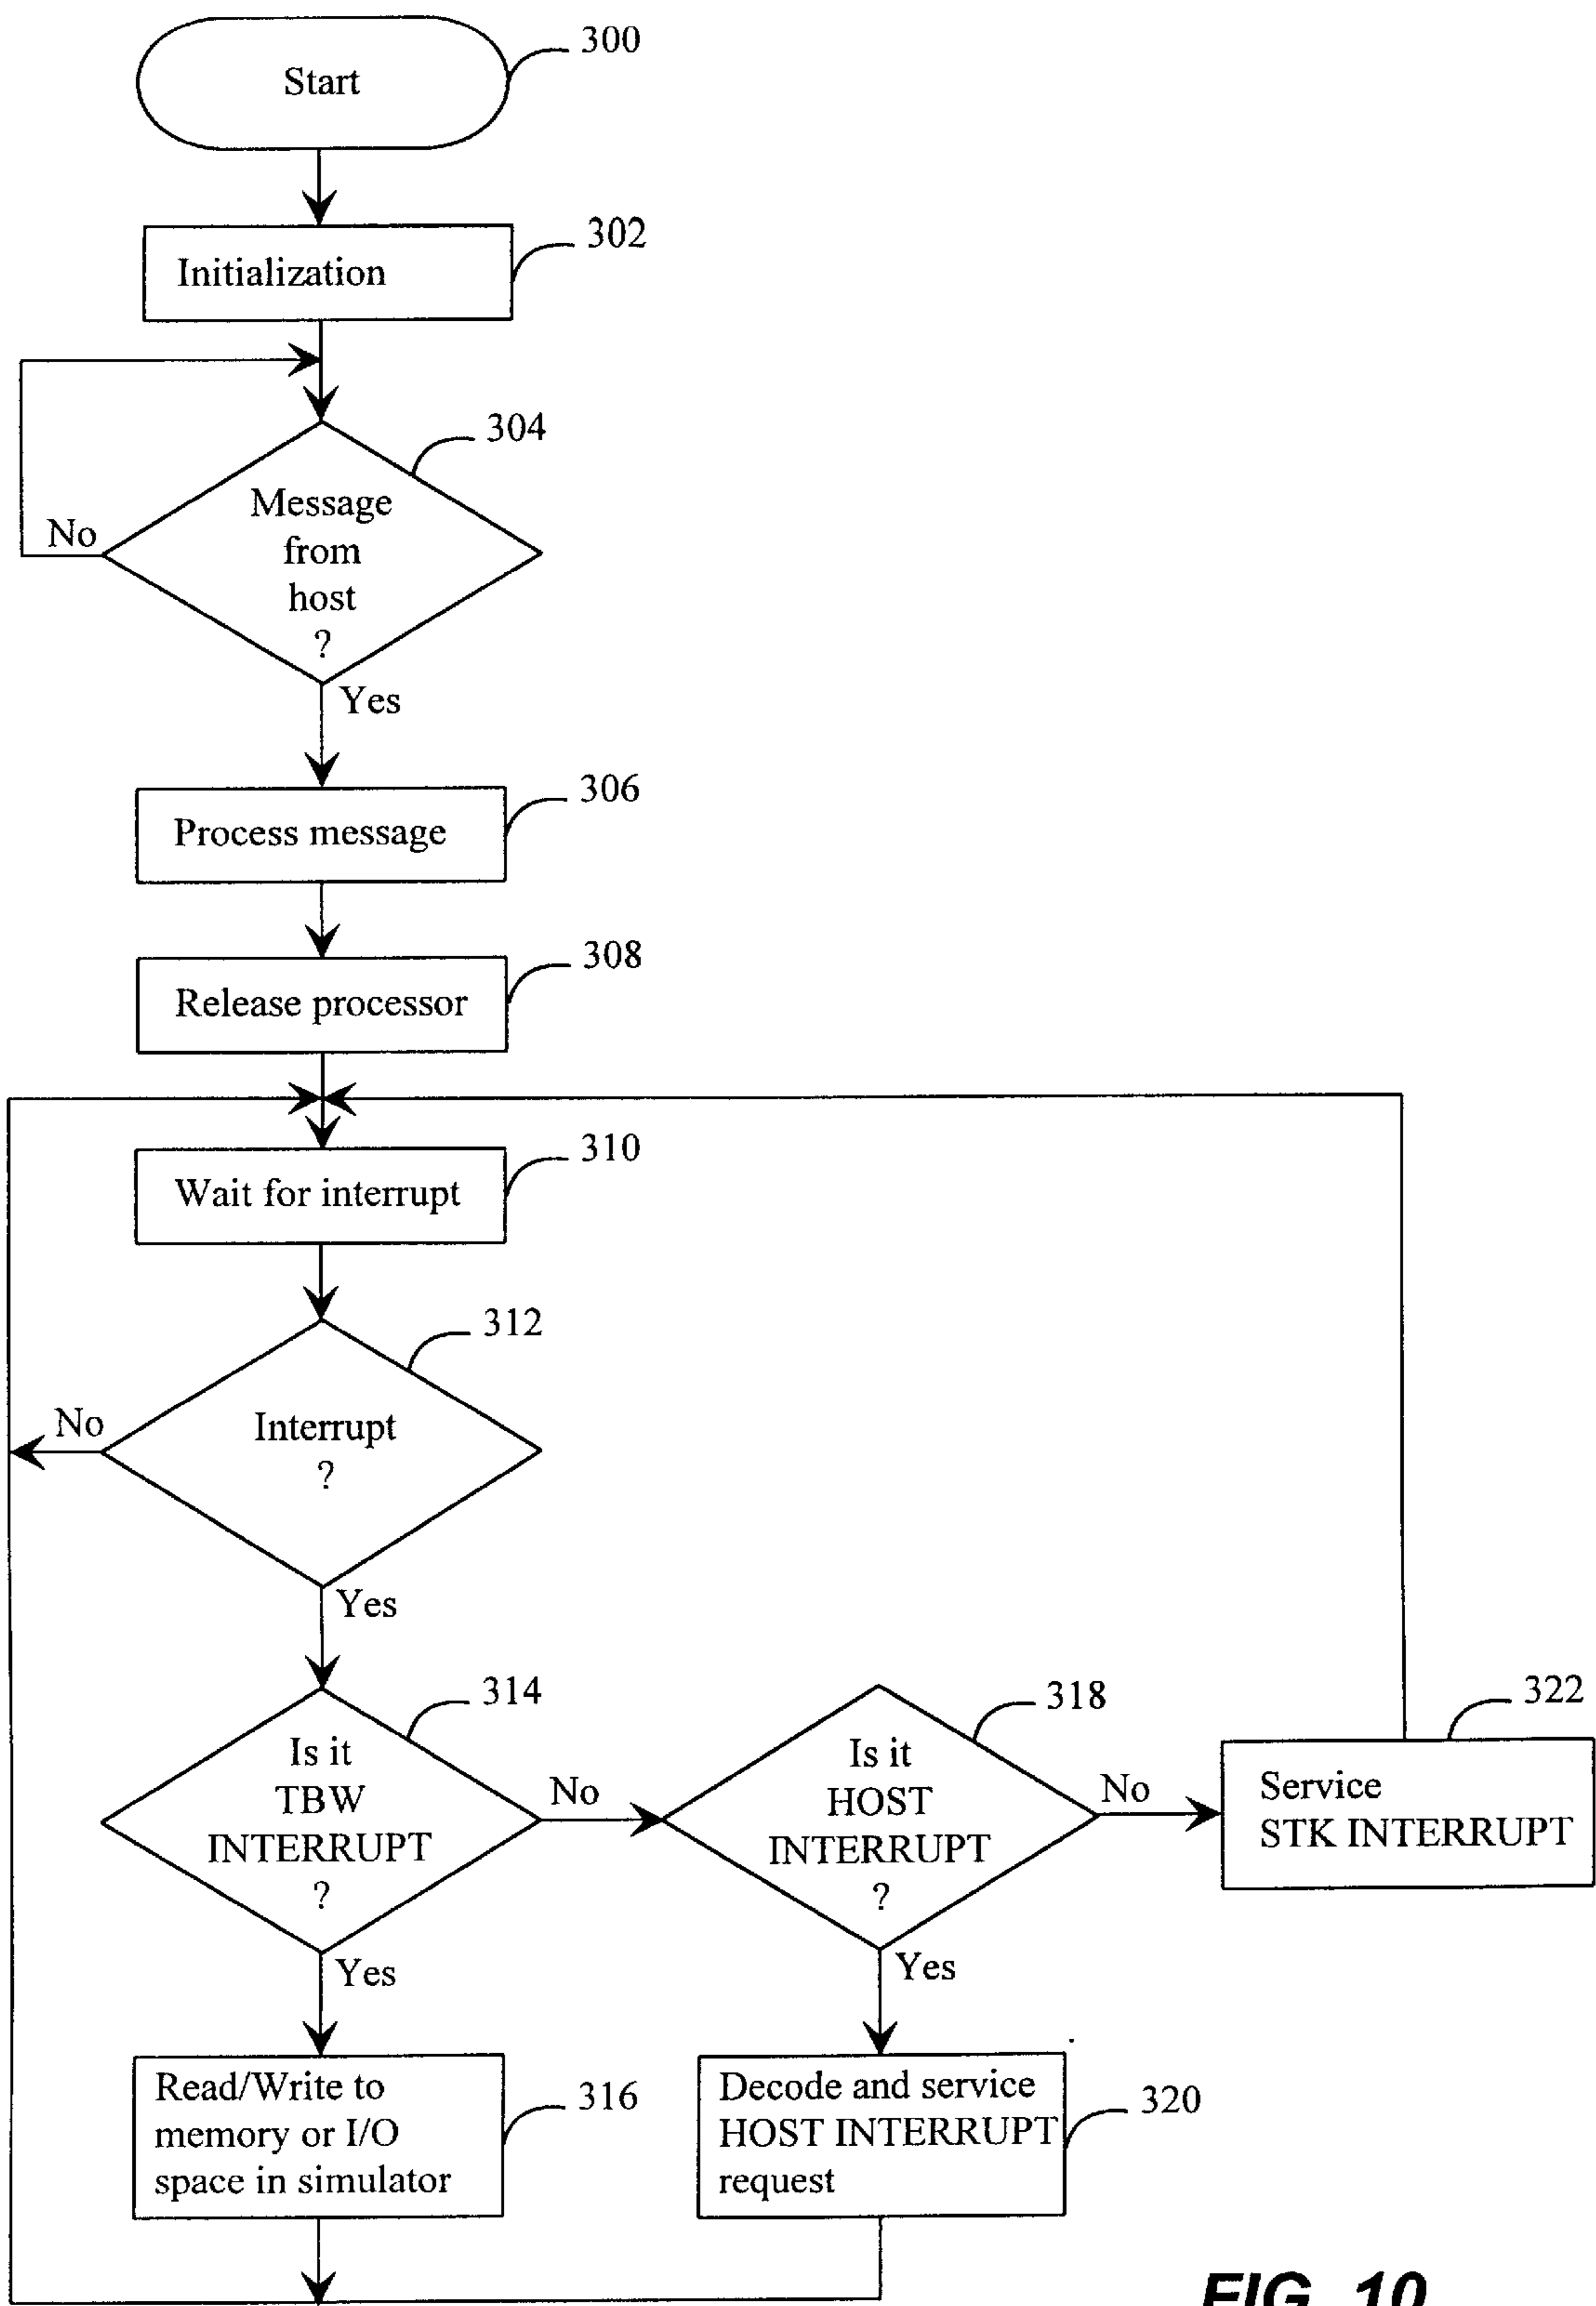 Start
300
Initialization
302
304
Message
from
host
?
No
Yes
306
Process message
308
Release processor
310
Wait for interrupt
312
Interrupt
?
No
Yes
314
Is it
TBW
INTERRUPT
?
No
Yes
318
Is it
HOST
INTERRUPT
?
No
Yes
322
Service
STK INTERRUPT
Read/Write to
memory or I/O
space in simulator
316
Decode and service
HOST INTERRUPT
request
320
FIG. 10